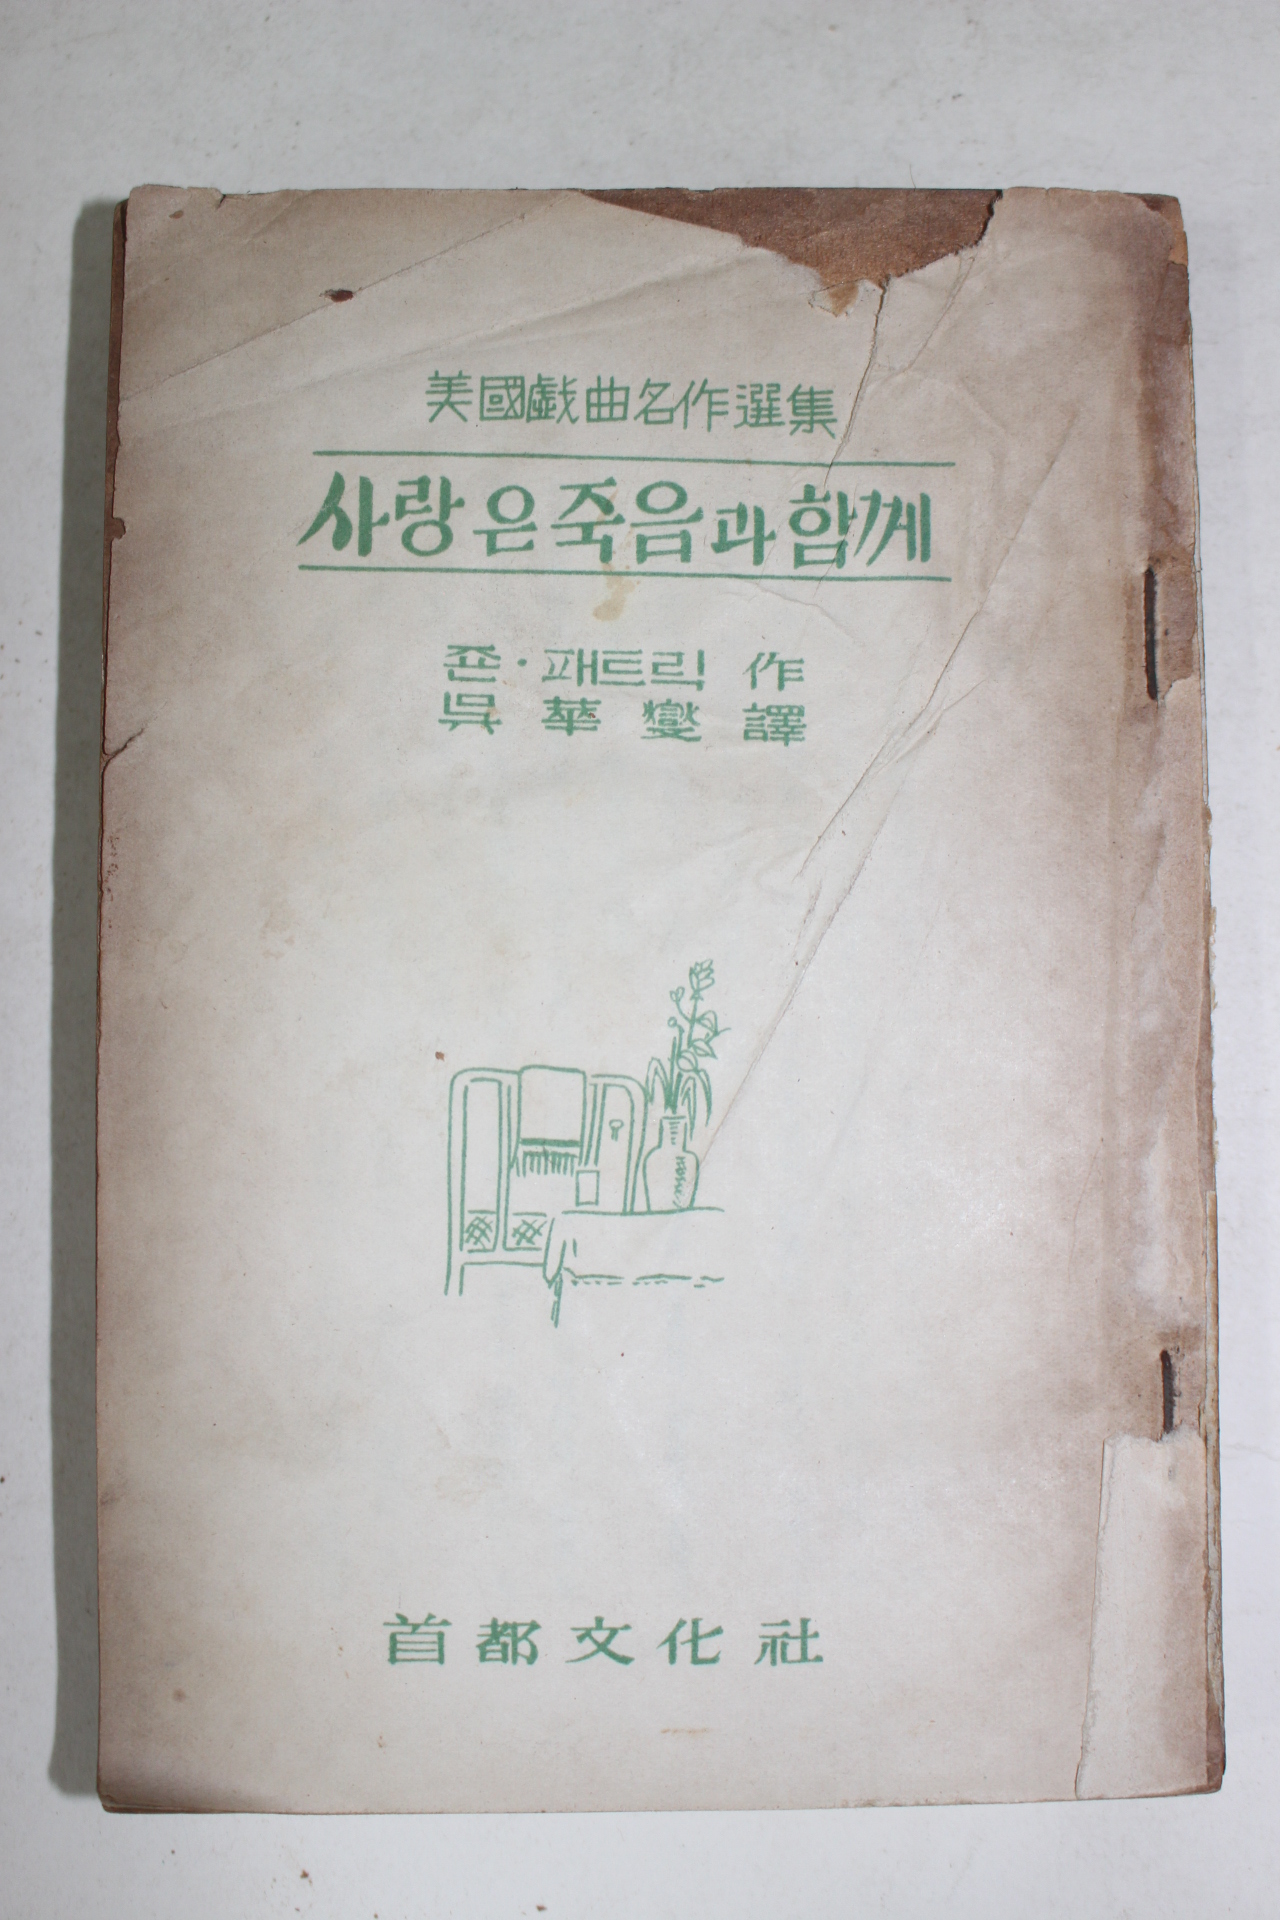 美國戱曲名作選集
사랑은죽음과함께
죤·패트릭 作
吳華燮 譯
首都文化社